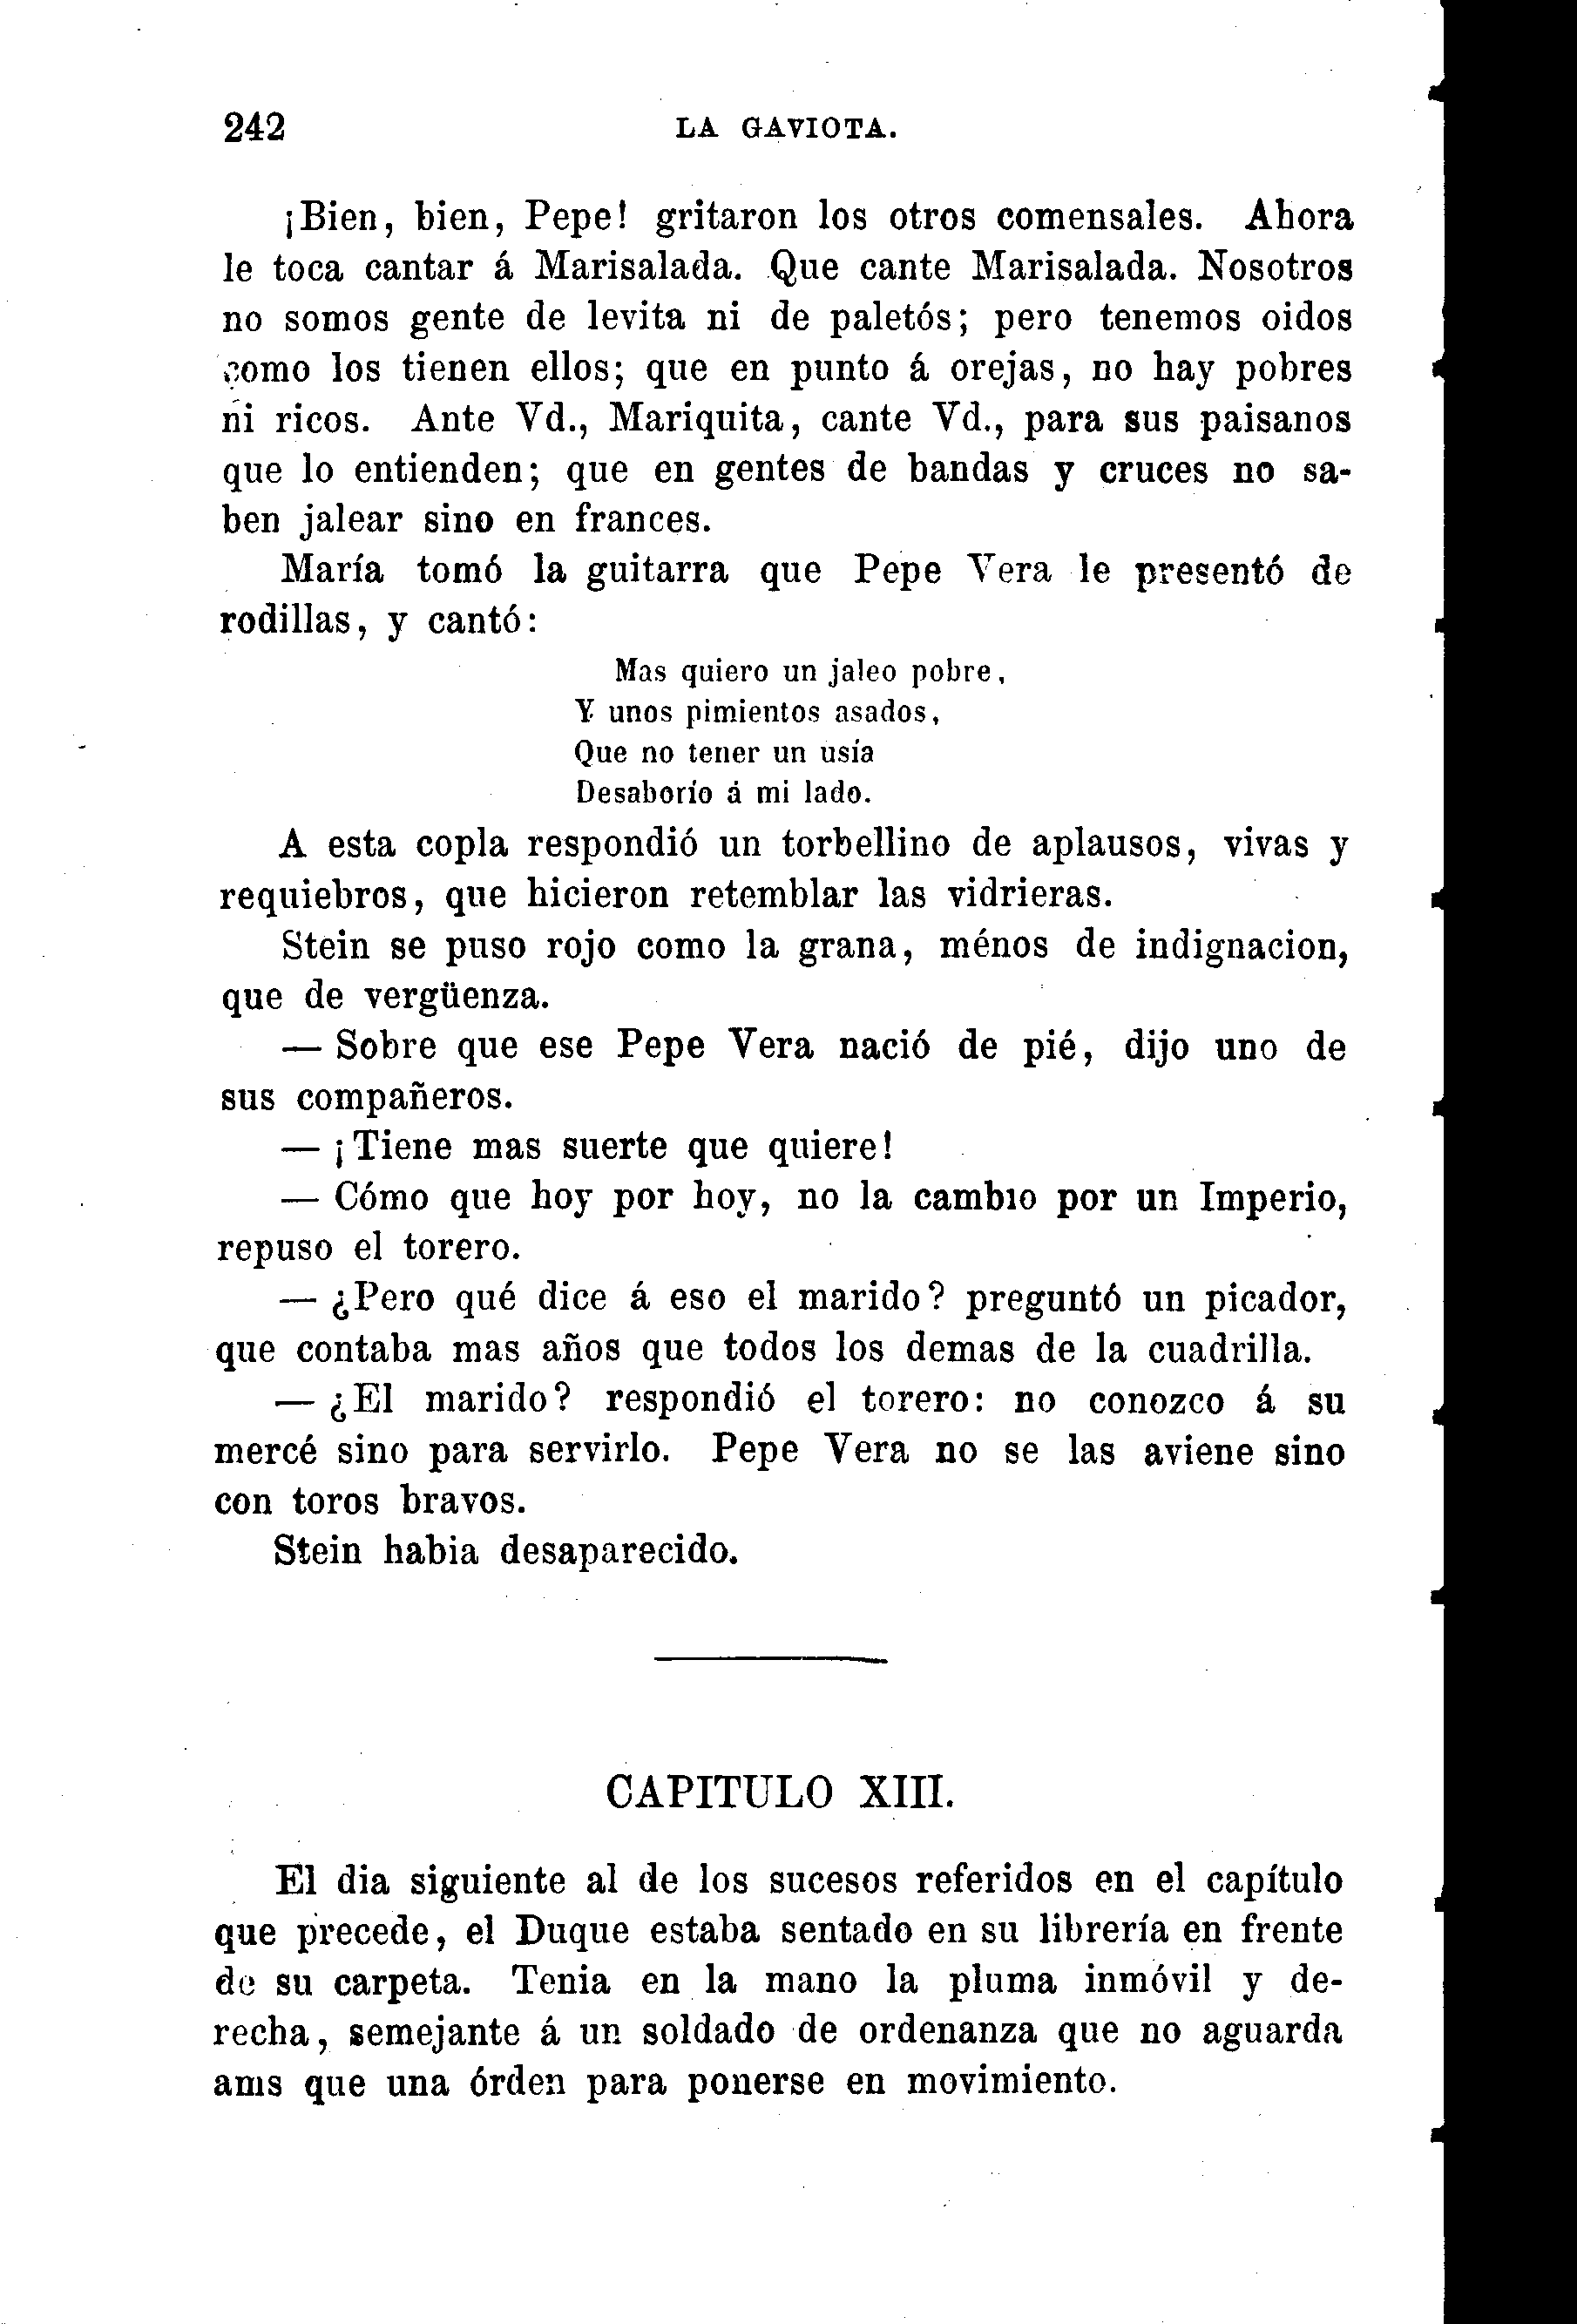 242
LA GAVIOTA.
¡Bien, bien, Pepe! gritaron los otros comensales. Ahora
le toca cantar á Marisalada. Que cante Marisalada. Nosotros
no somos gente de levita ni de paletós; pero tenemos oidos
como los tienen ellos; que en punto á orejas, no hay pobres
ni ricos. Ante Vd., Mariquita, cante Vd., para sus paisanos
que lo entienden; que en gentes de bandas y cruces no sa-
ben jalear sino en frances.
María tomó la guitarra que Pepe Vera le presentó de
rodillas, y cantó:
Mas quiero un jaleo pobre,
Y unos pimientos asados,
Que no tener un usía
Desaborío á mi lado.
A esta copla respondió un torbellino de aplausos, vivas y
requiebros, que hicieron retemblar las vidrieras.
Stein se puso rojo como la grana, ménos de indignacion,
que de vergüenza.
— Sobre que ese Pepe Vera nació de pié, dijo uno de
sus compañeros.
— ¡Tiene mas suerte que quiere!
— Cómo que hoy por hoy, no la cambio por un Imperio,
repuso el torero.
— ¿Pero qué dice á eso el marido? preguntó un picador,
que contaba mas años que todos los demas de la cuadrilla.
— ¿El marido? respondió el torero: no conozco á su
mercé sino para servirlo. Pepe Vera no se las aviene sino
con toros bravos.
Stein habia desaparecido.
CAPITULO XIII.
El dia siguiente al de los sucesos referidos en el capítulo
que precede, el Duque estaba sentado en su librería en frente
de su carpeta. Tenia en la mano la pluma inmóvil y de-
recha, semejante á un soldado de ordenanza que no aguarda
ams que una órden para ponerse en movimiento.